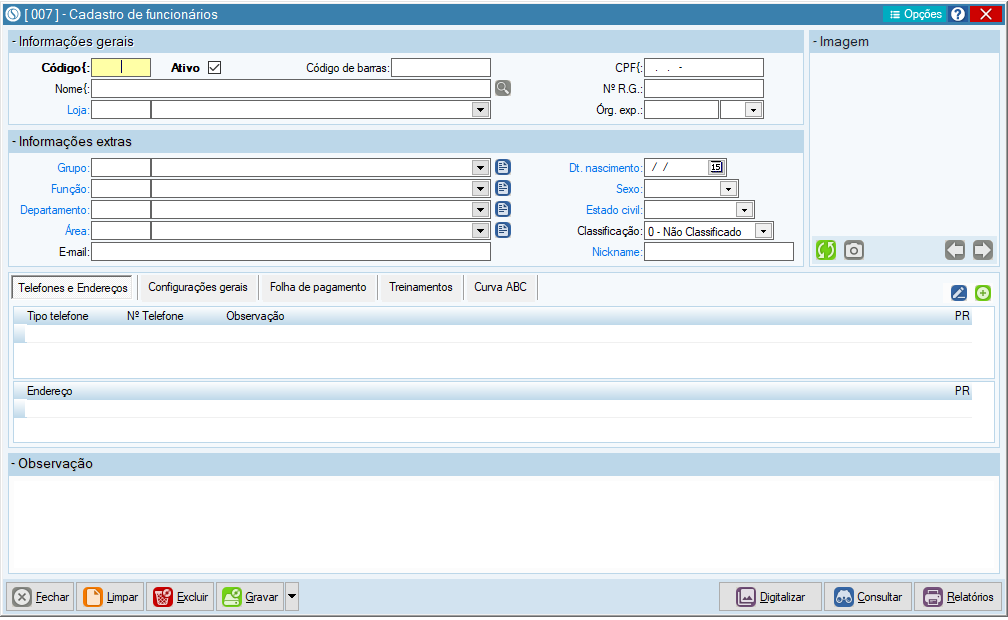 [ 007 ] - Cadastro de funcionários
Opções ?
- Informações gerais
Código{:
Ativo
Código de barras:
CPF{: . . -
Nome{:
Nº R.G.:
Loja:
Órg. exp.:
- Imagem
- Informações extras
Grupo:
Dt. nascimento: / / 15
Função:
Sexo:
Departamento:
Estado civil:
Área:
Classificação: 0 - Não Classificado
E-mail:
Nickname:
Telefones e Endereços
Configurações gerais
Folha de pagamento
Treinamentos
Curva ABC
Tipo telefone Nº Telefone Observação PR
Endereço PR
- Observação
Fechar
Limpar
Excluir
Gravar
Digitalizar
Consultar
Relatórios